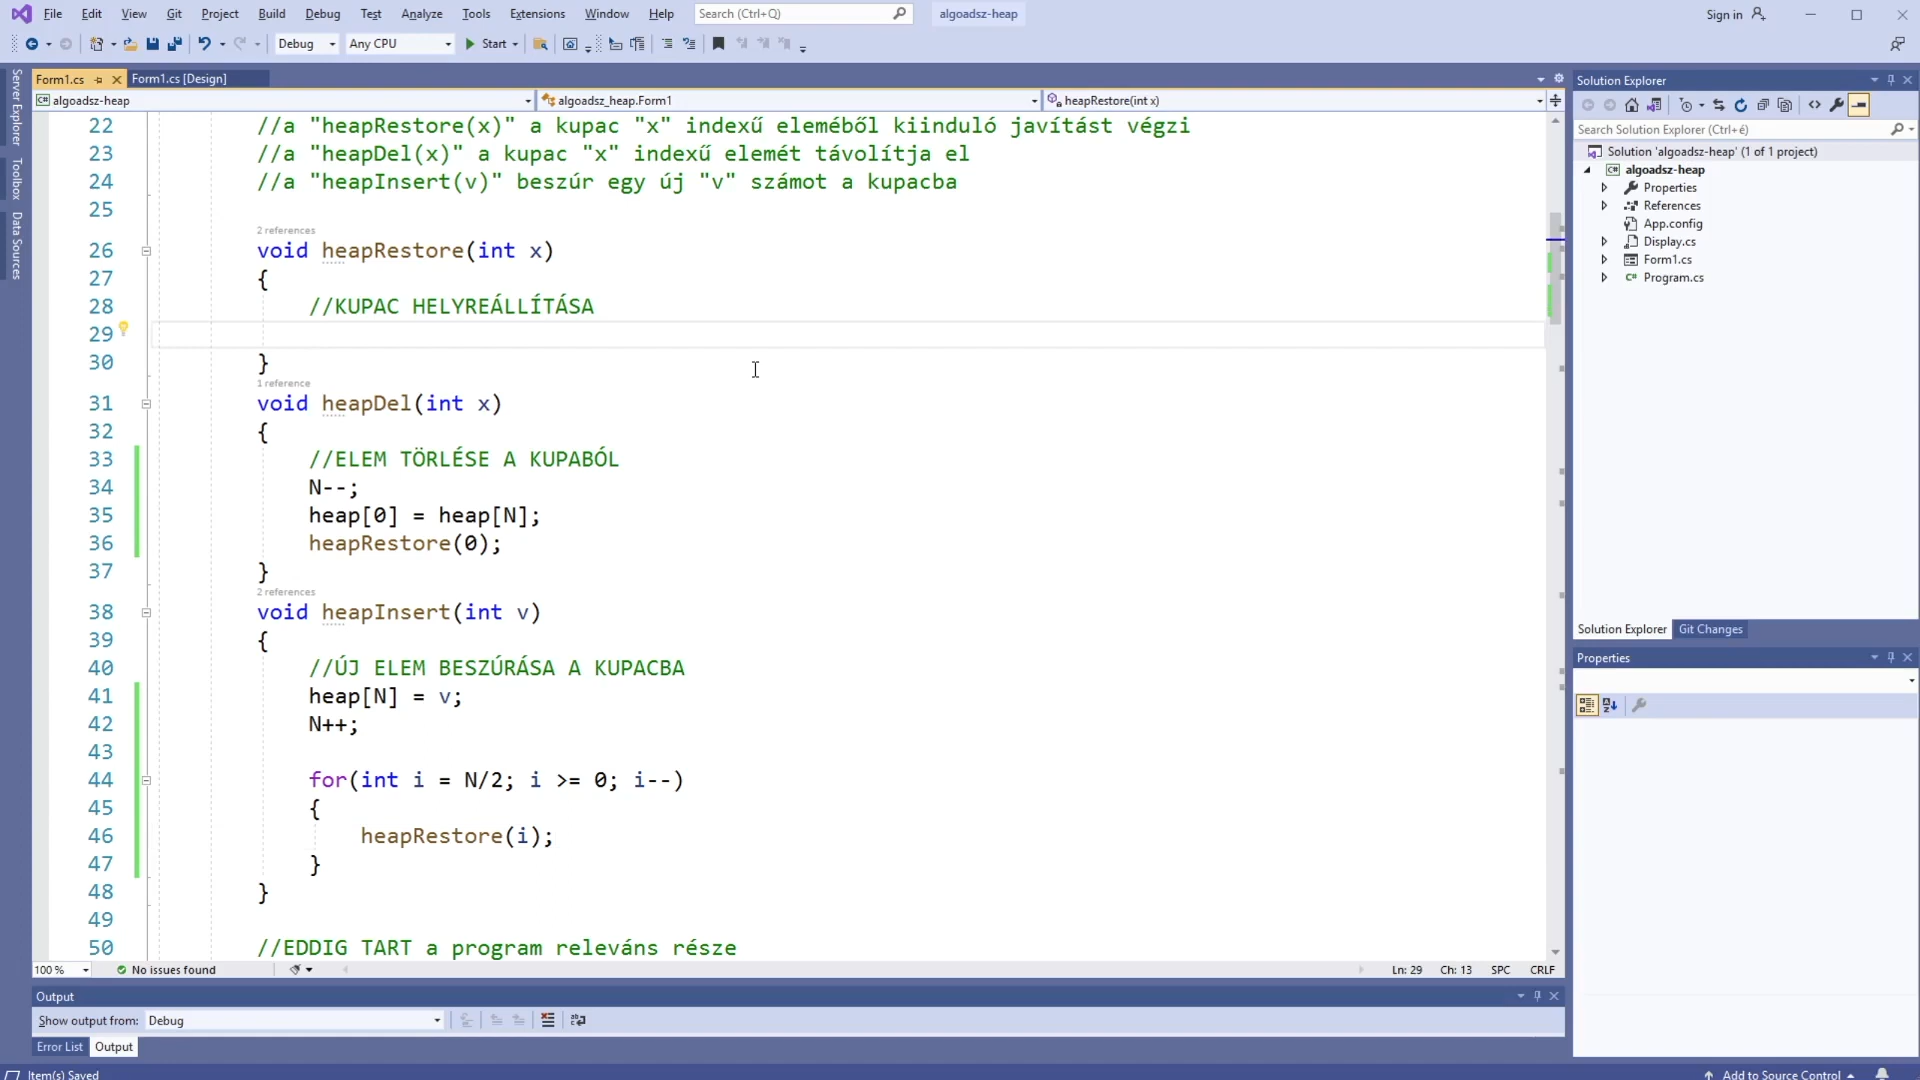 File Edit View Git Project Build Debug Test Analyze Tools Extensions Window Help Search (Ctrl+Q) algoadsz-heap Sign in
Debug Any CPU Start
Server Explorer
Toolbox
Data Sources
Form1.cs Form1.cs [Design]
algoadsz-heap algoadsz_heap.Form1 heapRestore(int x)
22 //a "heapRestore(x)" a kupac "x" indexű eleméből kiinduló javítást végzi
23 //a "heapDel(x)" a kupac "x" indexű elemét távolítja el
24 //a "heapInsert(v)" beszúr egy új "v" számot a kupacba
25
2 references
26 void heapRestore(int x)
27 {
28 //KUPAC HELYREÁLLÍTÁSA
29
30 }
1 reference
31 void heapDel(int x)
32 {
33 //ELEM TÖRLÉSE A KUPABÓL
34 N--;
35 heap[0] = heap[N];
36 heapRestore(0);
37 }
2 references
38 void heapInsert(int v)
39 {
40 //ÚJ ELEM BESZÚRÁSA A KUPACBA
41 heap[N] = v;
42 N++;
43
44 for(int i = N/2; i >= 0; i--)
45 {
46 heapRestore(i);
47 }
48 }
49
50 //EDDIG TART a program releváns része
100 % No issues found Ln: 29 Ch: 13 SPC CRLF
Output
Show output from: Debug
Error List Output
Item(s) Saved
Solution Explorer
Search Solution Explorer (Ctrl+é)
Solution 'algoadsz-heap' (1 of 1 project)
algoadsz-heap
Properties
References
App.config
Display.cs
Form1.cs
Program.cs
Solution Explorer Git Changes
Properties
Add to Source Control